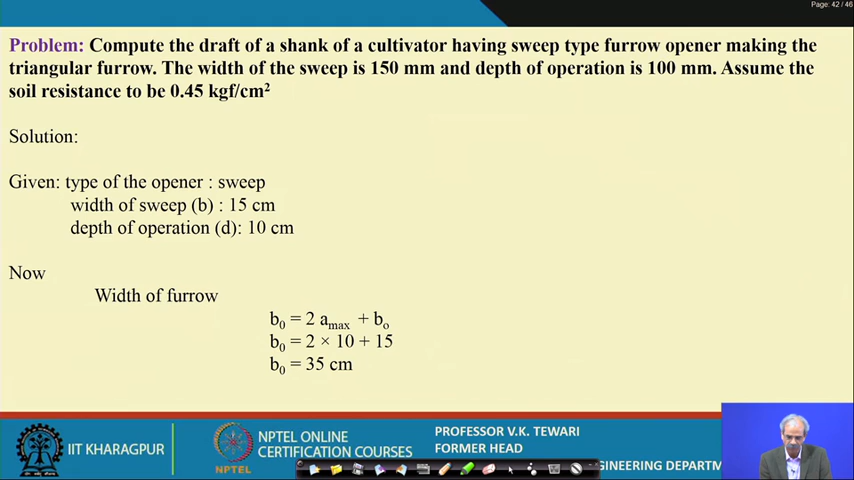 Page: 42 / 46
Problem: Compute the draft of a shank of a cultivator having sweep type furrow opener making the
triangular furrow. The width of the sweep is 150 mm and depth of operation is 100 mm. Assume the
soil resistance to be 0.45 kgf/cm²
Solution:
Given: type of the opener : sweep
width of sweep (b) : 15 cm
depth of operation (d): 10 cm
Now
Width of furrow
b₀ = 2 aₘₐₓ + bₒ
b₀ = 2 × 10 + 15
b₀ = 35 cm
IIT KHARAGPUR
NPTEL
NPTEL ONLINE
CERTIFICATION COURSES
PROFESSOR V.K. TEWARI
FORMER HEAD
NGINEERING DEPARTM